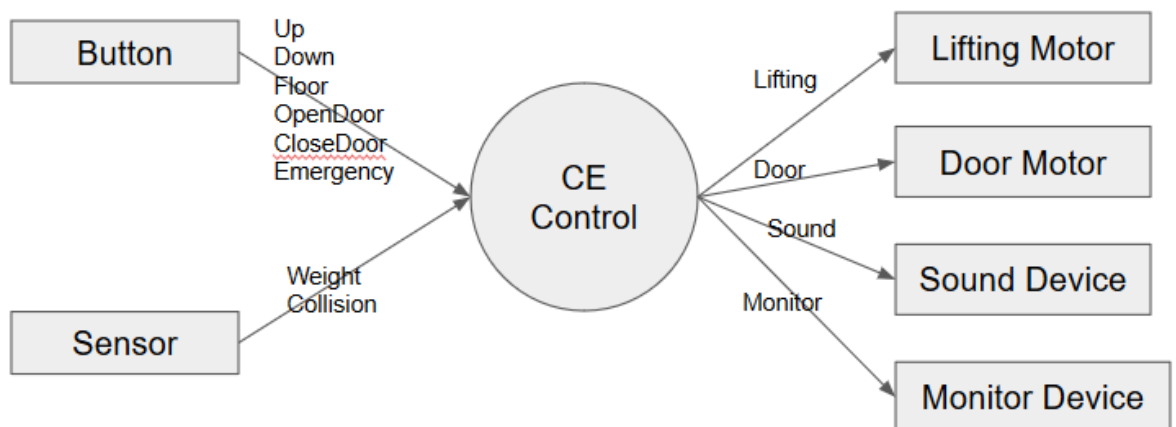 Button
Up
Down
Floor
OpenDoor
CloseDoor
Emergency
Sensor
Weight
Collision
CE
Control
Lifting
Door
Sound
Monitor
Lifting Motor
Door Motor
Sound Device
Monitor Device